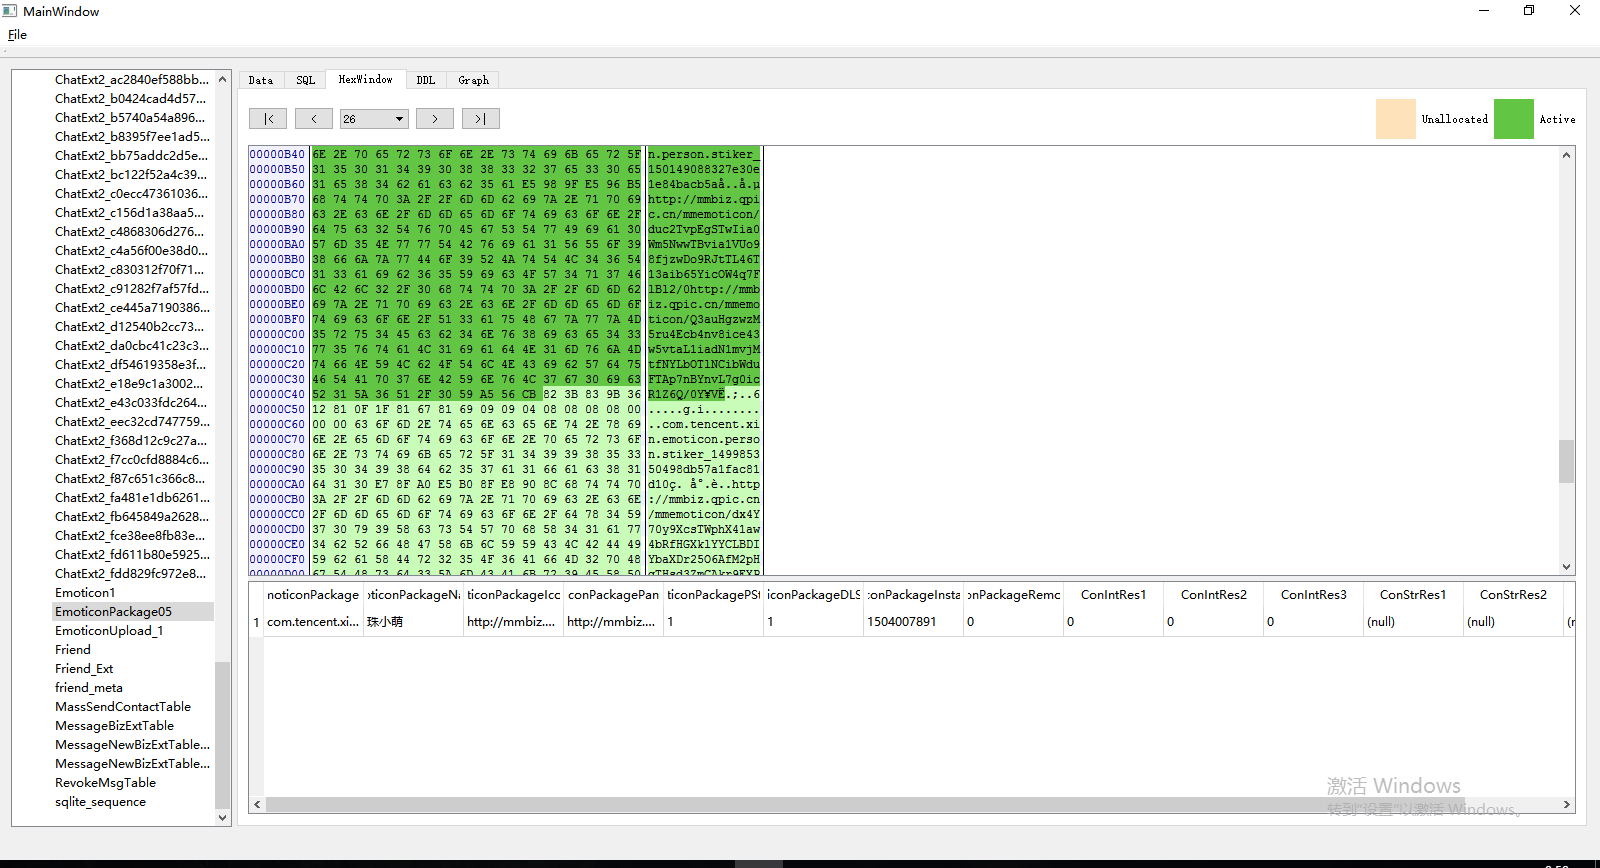 MainWindow
File
ChatExt2_ac2840ef588bb...
ChatExt2_b0424cad4d57...
ChatExt2_b5740a54a896...
ChatExt2_b8395f7ee1ad5...
ChatExt2_bb75addc2d5e...
ChatExt2_bc122f52a4c39...
ChatExt2_c0ecc47361036...
ChatExt2_c156d1a38aa5...
ChatExt2_c4868306d276...
ChatExt2_c4a56f00e38d0...
ChatExt2_c830312f70f71...
ChatExt2_c91282f7af57fd...
ChatExt2_ce445a7190386...
ChatExt2_d12540b2cc73...
ChatExt2_da0cbc41c23c3...
ChatExt2_df54619358e3f...
ChatExt2_e18e9c1a3002...
ChatExt2_e43c033fdc264...
ChatExt2_eec32cd747759...
ChatExt2_f368d12c9c27a...
ChatExt2_f7cc0cfd8884c6...
ChatExt2_f87c651c366c8...
ChatExt2_fa481e1db6261...
ChatExt2_fb645849a2628...
ChatExt2_fce38ee8fb83e...
ChatExt2_fd611b80e5925...
ChatExt2_fdd829fc972e8...
Emoticon1
EmoticonPackage05
EmoticonUpload_1
Friend
Friend_Ext
friend_meta
MassSendContactTable
MessageBizExtTable
MessageNewBizExtTable...
MessageNewBizExtTable...
RevokeMsgTable
sqlite_sequence
Data SQL HexWindow DDL Graph
|< < 26 > >| Unallocated Active
00000B40 6E 2E 70 65 72 73 6F 6E 2E 73 74 69 6B 65 72 5F n.person.stiker_
00000B50 31 35 30 31 34 39 30 38 38 33 32 37 65 33 30 65 150149088327e30e
00000B60 31 65 38 34 62 61 63 62 35 61 E5 98 9F E5 96 B5 1e84bacb5aå..å.µ
00000B70 68 74 74 70 3A 2F 2F 6D 6D 62 69 7A 2E 71 70 69 http://mmbiz.qpi
00000B80 63 2E 63 6E 2F 6D 6D 65 6D 6F 74 69 63 6F 6E 2F c.cn/mmemoticon/
00000B90 64 75 63 32 54 76 70 45 67 53 54 77 49 69 61 30 duc2TvpEgSTwIia0
00000BA0 57 6D 35 4E 77 77 54 42 76 69 61 31 56 55 6F 39 Wm5NwwTBvia1VUo9
00000BB0 38 66 6A 7A 77 44 6F 39 52 4A 74 54 4C 34 36 54 8fjzwDo9RJtTL46T
00000BC0 31 33 61 69 62 36 35 59 69 63 4F 57 34 71 37 46 13aib65YicOW4q7F
00000BD0 6C 42 6C 32 2F 30 68 74 74 70 3A 2F 2F 6D 6D 62 lBl2/0http://mmb
00000BE0 69 7A 2E 71 70 69 63 2E 63 6E 2F 6D 6D 65 6D 6F iz.qpic.cn/mmemo
00000BF0 74 69 63 6F 6E 2F 51 33 61 75 48 67 7A 77 7A 4D ticon/Q3auHgzwzM
00000C00 35 72 75 34 45 63 62 34 6E 76 38 69 63 65 34 33 5ru4Ecb4nv8ice43
00000C10 77 35 76 74 61 4C 31 69 61 64 4E 31 6D 76 6A 4D w5vtaL1iadN1mvjM
00000C20 74 66 4E 59 4C 62 4F 54 6C 4E 43 69 62 57 64 75 tfNYLbOTlNCibWdu
00000C30 46 54 41 70 37 6E 42 59 6E 76 4C 37 67 30 69 63 FTAp7nBYnvL7g0ic
00000C40 52 31 5A 36 51 2F 30 59 A5 56 CB 82 3B 83 9B 36 R1Z6Q/0Y¥VË.;..6
00000C50 12 81 0F 1F 81 67 81 69 09 09 04 08 08 08 08 00 .....g.i........
00000C60 00 00 63 6F 6D 2E 74 65 6E 63 65 6E 74 2E 78 69 ..com.tencent.xi
00000C70 6E 2E 65 6D 6F 74 69 63 6F 6E 2E 70 65 72 73 6F n.emoticon.perso
00000C80 6E 2E 73 74 69 6B 65 72 5F 31 34 39 39 38 35 33 n.stiker_1499853
00000C90 35 30 34 39 38 64 62 35 37 61 31 66 61 63 38 31 50498db57a1fac81
00000CA0 64 31 30 E7 8F A0 E5 B0 8F E8 90 8C 68 74 74 70 d10ç. å°.è..http
00000CB0 3A 2F 2F 6D 6D 62 69 7A 2E 71 70 69 63 2E 63 6E ://mmbiz.qpic.cn
00000CC0 2F 6D 6D 65 6D 6F 74 69 63 6F 6E 2F 64 78 34 59 /mmemoticon/dx4Y
00000CD0 37 30 79 39 58 63 73 54 57 70 68 58 34 31 61 77 70y9XcsTWphX41aw
00000CE0 34 62 52 66 48 47 58 6B 6C 59 59 43 4C 42 44 49 4bRfHGXklYYCLBDI
00000CF0 59 62 61 58 44 72 32 35 4F 36 41 66 4D 32 70 48 YbaXDr25O6AfM2pH
00000D00 67 54 48 73 64 33 5A 6D 43 41 6B 72 39 45 58 50 gTHsd3ZmCAkr9EXP
noticonPackage oticonPackageNa ticonPackageIcc conPackagePan ticonPackagePSt iconPackageDLS conPackageInsta onPackageRemc ConIntRes1 ConIntRes2 ConIntRes3 ConStrRes1 ConStrRes2
1 com.tencent.xi... 珠小萌 http://mmbiz.... http://mmbiz.... 1 1 1504007891 0 0 0 0 (null) (null)
激活 Windows
转到"设置"以激活 Windows。